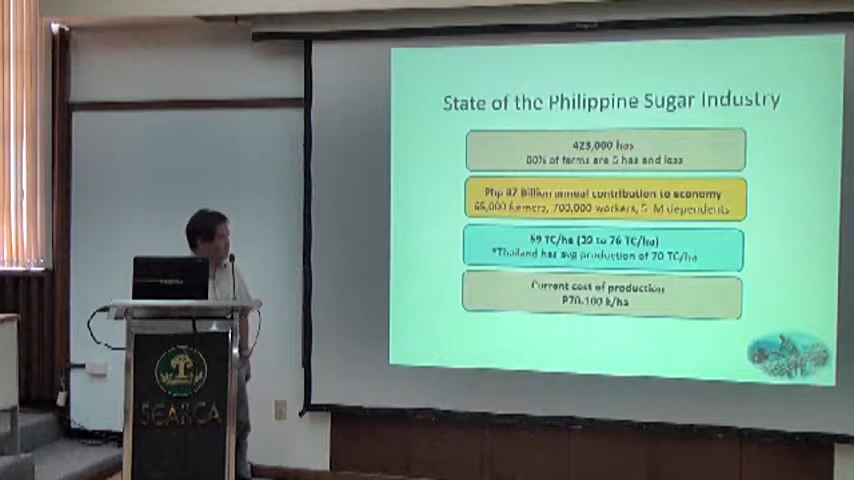 State of the Philippine Sugar Industry
423,000 has
80% of farms are 5 has and less
Php 87 Billion annual contribution to economy
65,000 farmers, 700,000 workers, 5 M dependents
59 TC/ha (39 to 76 TC/ha)
*Thailand has avg production of 70 TC/ha
Current cost of production
P70-100 k/ha
SEARCA